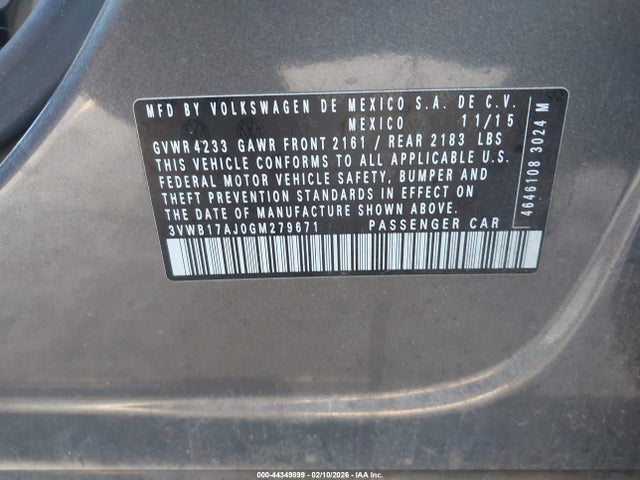 MFD BY VOLKSWAGEN DE MEXICO S.A. DE C.V.
MEXICO 11/15
GVWR 4233 GAWR FRONT 2161 / REAR 2183 LBS
THIS VEHICLE CONFORMS TO ALL APPLICABLE U.S.
FEDERAL MOTOR VEHICLE SAFETY, BUMPER AND
THEFT PREVENTION STANDARDS IN EFFECT ON
THE DATE OF MANUFACTURE SHOWN ABOVE.
3VWB17AJ0GM279671 PASSENGER CAR
4646108 3024 M
000-44349899 - 02/10/2026 - IAA Inc.